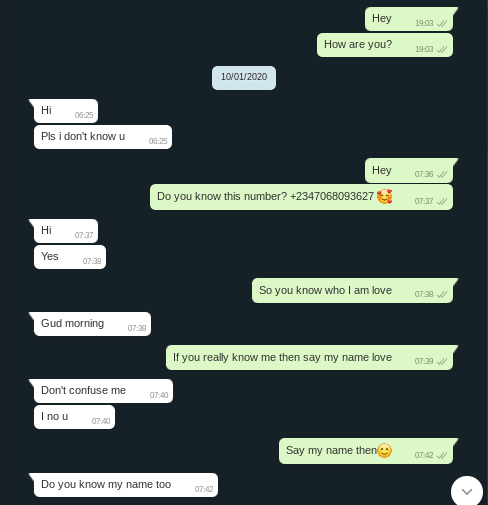 Hey 19:03
How are you? 19:03
10/01/2020
Hi 06:25
Pls i don't know u 06:25
Hey 07:36
Do you know this number? +2347068093627 🥰 07:37
Hi 07:37
Yes 07:38
So you know who I am love 07:38
Gud morning 07:38
If you really know me then say my name love 07:39
Don't confuse me 07:40
I no u 07:40
Say my name then🙂 07:42
Do you know my name too 07:42